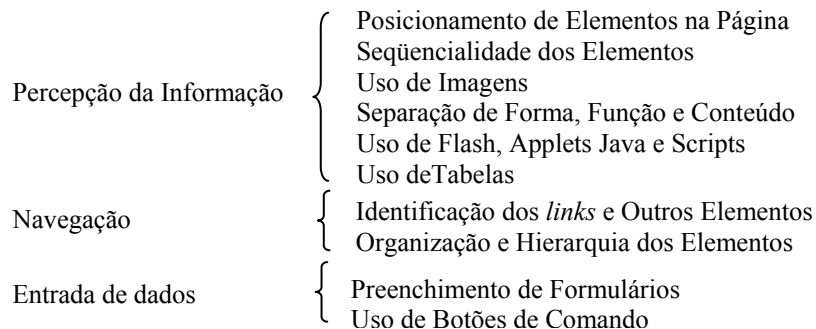 Percepção da Informação
Posicionamento de Elementos na Página
Seqüencialidade dos Elementos
Uso de Imagens
Separação de Forma, Função e Conteúdo
Uso de Flash, Applets Java e Scripts
Uso deTabelas
Navegação
Identificação dos links e Outros Elementos
Organização e Hierarquia dos Elementos
Entrada de dados
Preenchimento de Formulários
Uso de Botões de Comando